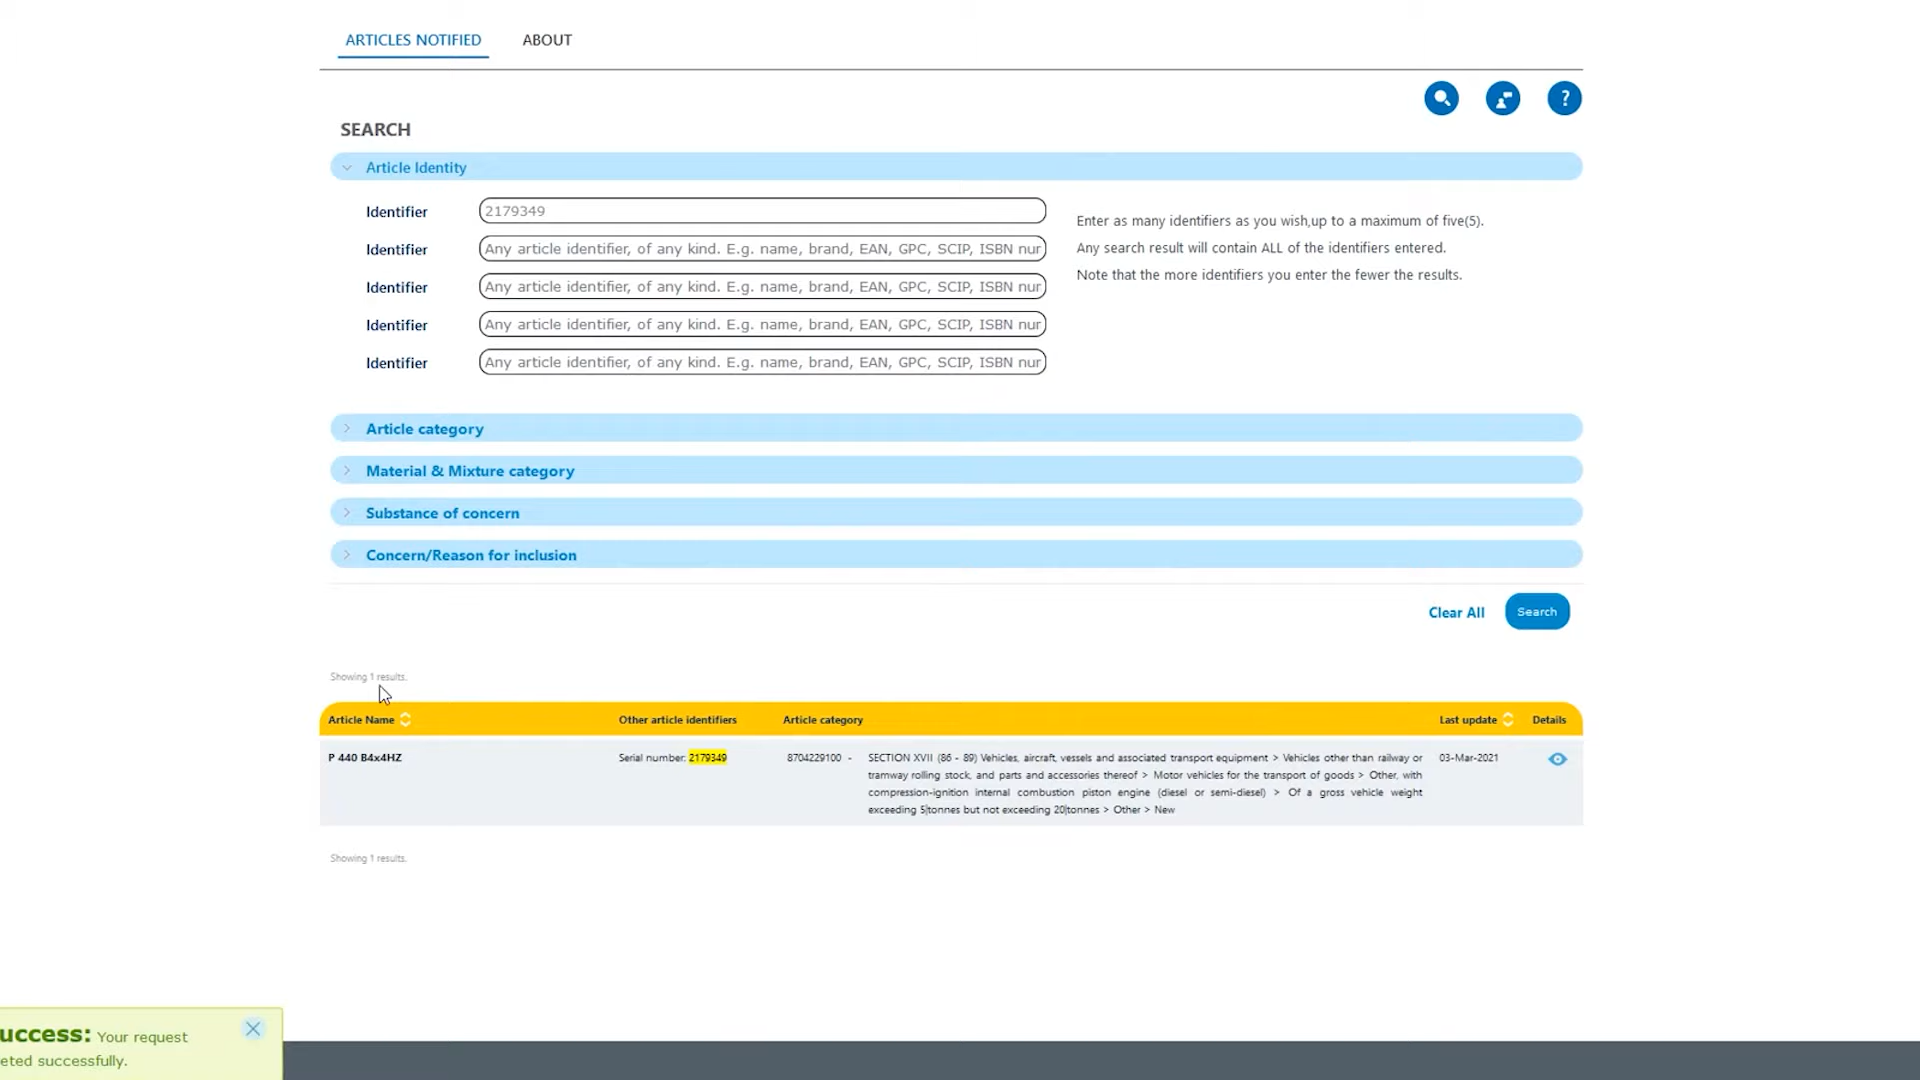 ARTICLES NOTIFIED ABOUT
?
SEARCH
Article Identity
Identifier 2179349
Identifier Any article identifier, of any kind. E.g. name, brand, EAN, GPC, SCIP, ISBN nur
Identifier Any article identifier, of any kind. E.g. name, brand, EAN, GPC, SCIP, ISBN nur
Identifier Any article identifier, of any kind. E.g. name, brand, EAN, GPC, SCIP, ISBN nur
Identifier Any article identifier, of any kind. E.g. name, brand, EAN, GPC, SCIP, ISBN nur
Enter as many identifiers as you wish,up to a maximum of five(5).
Any search result will contain ALL of the identifiers entered.
Note that the more identifiers you enter the fewer the results.
Article category
Material & Mixture category
Substance of concern
Concern/Reason for inclusion
Clear All Search
Showing 1 results.
Article Name Other article identifiers Article category Last update Details
P 440 B4x4HZ Serial number: 2179349 8704229100 - SECTION XVII (86 - 89) Vehicles, aircraft, vessels and associated transport equipment > Vehicles other than railway or 03-Mar-2021
tramway rolling stock, and parts and accessories thereof > Motor vehicles for the transport of goods > Other, with
compression-ignition internal combustion piston engine (diesel or semi-diesel) > Of a gross vehicle weight
exceeding 5|tonnes but not exceeding 20|tonnes > Other > New
Showing 1 results.
uccess: Your request
eted successfully.